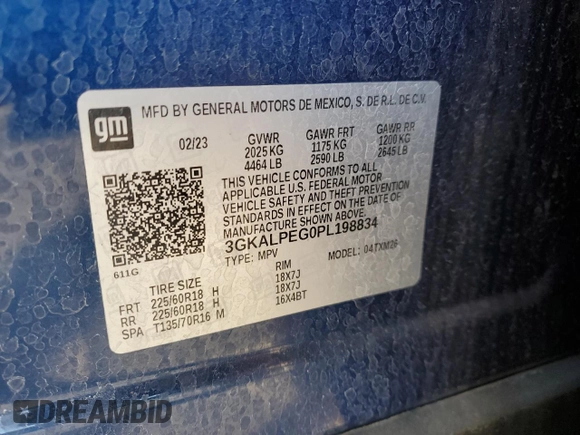 gm
MFD BY GENERAL MOTORS DE MEXICO, S. DE R.L. DE C.V.
02/23
GVWR GAWR FRT GAWR RR
2025 KG 1175 KG 1200 KG
4464 LB 2590 LB 2645 LB
THIS VEHICLE CONFORMS TO ALL
APPLICABLE U.S. FEDERAL MOTOR
VEHICLE SAFETY AND THEFT PREVENTION
STANDARDS IN EFFECT ON THE DATE OF
MANUFACTURE SHOWN ABOVE.
3GKALPEG0PL198834
TYPE: MPV MODEL: 04TXM26
611G
TIRE SIZE RIM
FRT 225/60R18 H 18X7J
RR 225/60R18 H 18X7J
SPA T135/70R16 M 16X4BT
DREAMBID